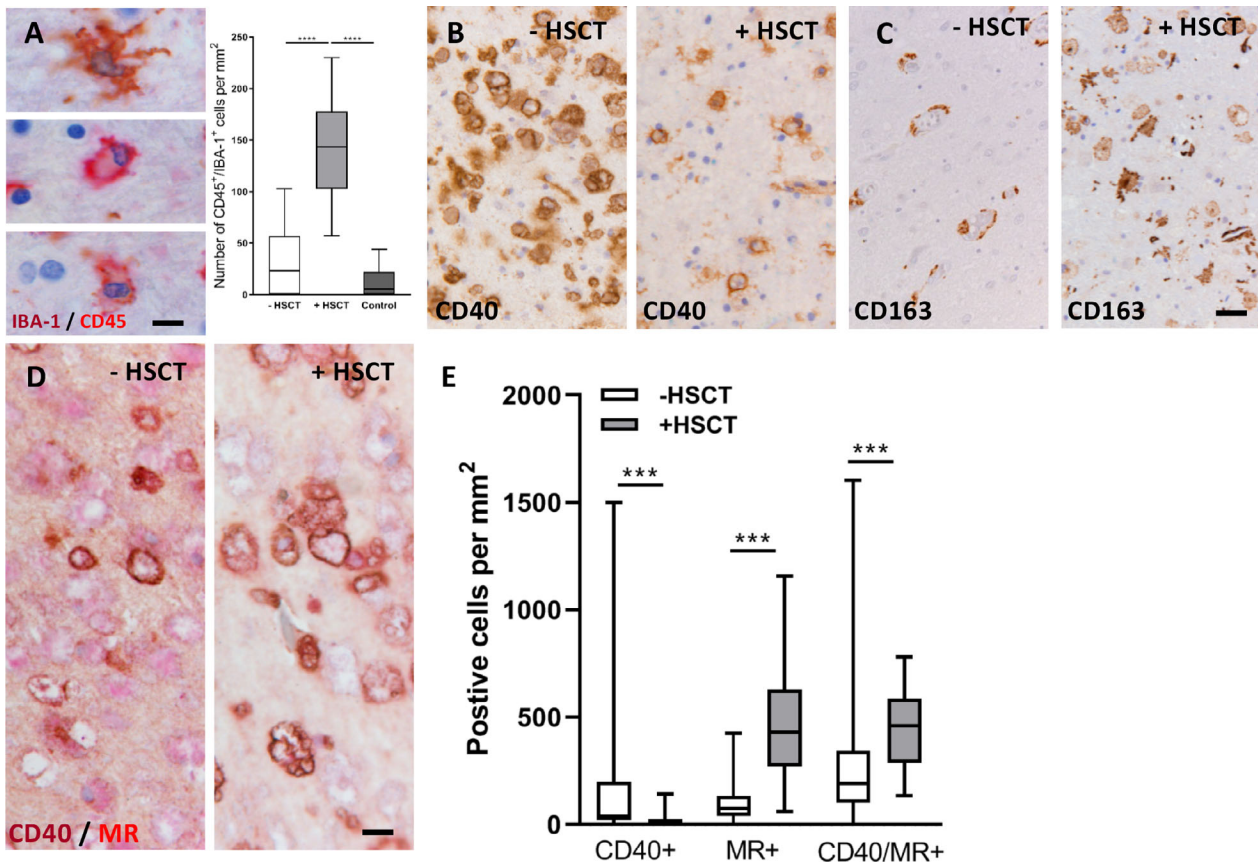 A
IBA-1 / CD45
Number of CD45+/IBA-1+ cells per mm²
250
200
150
100
50
0
****
****
- HSCT
+ HSCT
Control
B
- HSCT
CD40
+ HSCT
CD40
C
- HSCT
CD163
+ HSCT
CD163
D
- HSCT
CD40 / MR
+ HSCT
E
Postive cells per mm²
2000
1500
1000
500
0
-HSCT
+HSCT
***
***
***
CD40+
MR+
CD40/MR+